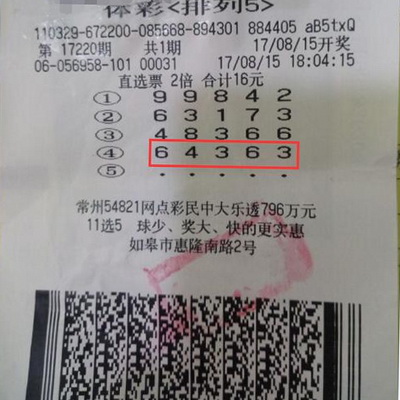 体彩<排列5>
110329-672200-085668-894301 884405 aB5txQ
第 17220期 共1期 17/08/15开奖
06-056958-101 00031 17/08/15 18:04:15
直选票 2倍 合计16元
① 9 9 8 4 2
② 6 3 1 7 3
③ 4 8 3 6 6
④ 6 4 3 6 3
⑤ · · · · ·
常州54821网点彩民中大乐透796万元
11选5 球少、奖大、快的更实惠
如皋市惠隆南路2号